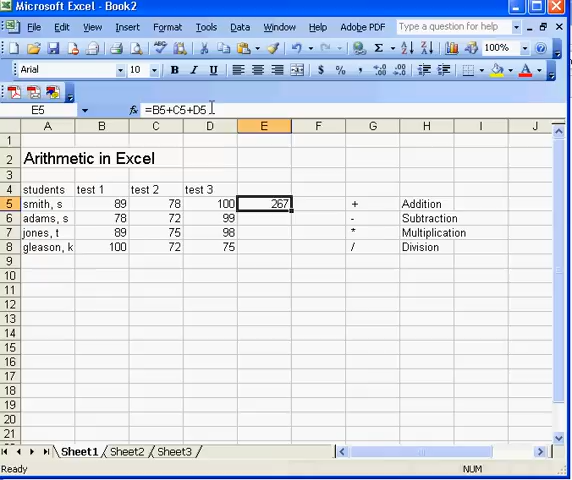 Microsoft Excel - Book2
File Edit View Insert Format Tools Data Window Help Adobe PDF Type a question for help
Σ 100%
Arial 10 B I U $ % ,
E5 fx =B5+C5+D5
A B C D E F G H I J
1
2 Arithmetic in Excel
3
4 students test 1 test 2 test 3
5 smith, s 89 78 100 267 + Addition
6 adams, s 78 72 99 - Subtraction
7 jones, t 89 75 98 * Multiplication
8 gleason, k 100 72 75 / Division
9
10
11
12
13
14
15
16
17
18
19
20
21
Sheet1 Sheet2 Sheet3
Ready NUM